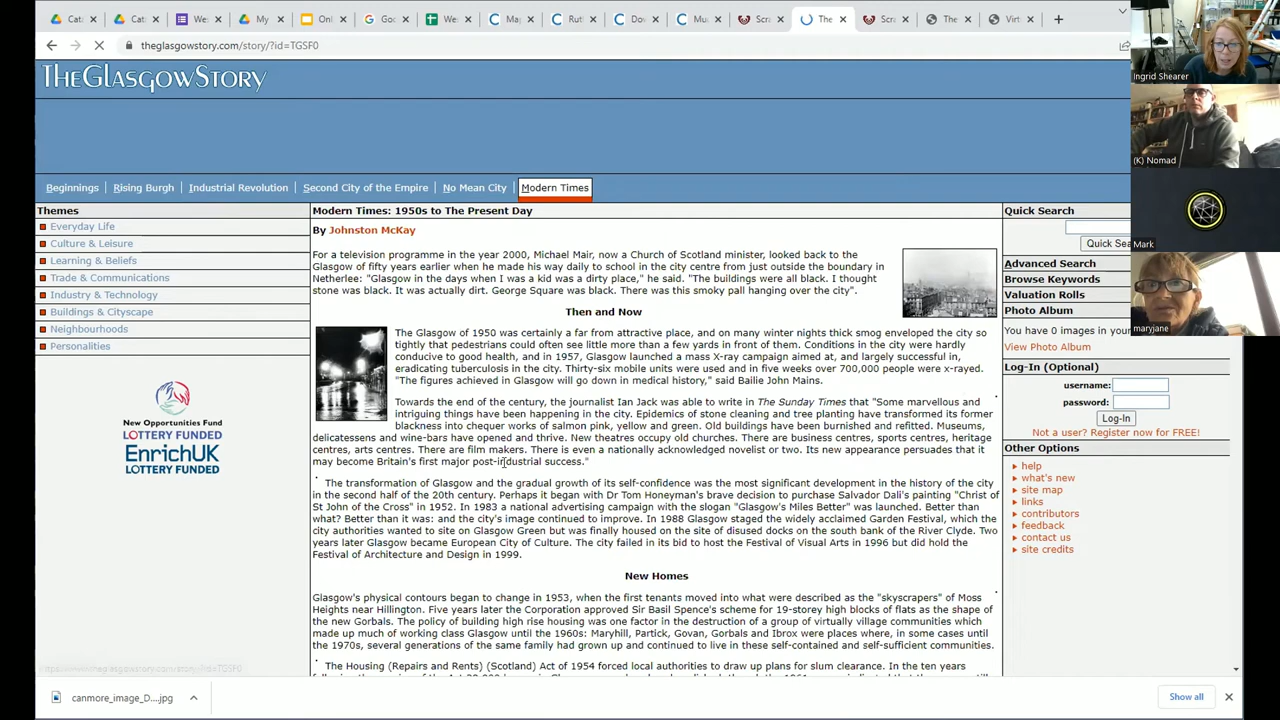 Cat
Cat
We
My
Onl
Go
We
Ma
Rutl
Do
Mu
Scra
The
Scr
The
Virt
theglasgowstory.com/story/?id=TGSF0
THEGLASGOWSTORY
Beginnings | Rising Burgh | Industrial Revolution | Second City of the Empire | No Mean City | Modern Times
Themes
Everyday Life
Culture & Leisure
Learning & Beliefs
Trade & Communications
Industry & Technology
Buildings & Cityscape
Neighbourhoods
Personalities
New Opportunities Fund
LOTTERY FUNDED
EnrichUK
LOTTERY FUNDED
Modern Times: 1950s to The Present Day
By Johnston McKay
For a television programme in the year 2000, Michael Mair, now a Church of Scotland minister, looked back to the
Glasgow of fifty years earlier when he made his way daily to school in the city centre from just outside the boundary in
Netherlee: "Glasgow in the days when I was a kid was a dirty place," he said. "The buildings were all black. I thought
stone was black. It was actually dirt. George Square was black. There was this smoky pall hanging over the city".
Then and Now
The Glasgow of 1950 was certainly a far from attractive place, and on many winter nights thick smog enveloped the city so
tightly that pedestrians could often see little more than a few yards in front of them. Conditions in the city were hardly
conducive to good health, and in 1957, Glasgow launched a mass X-ray campaign aimed at, and largely successful in,
eradicating tuberculosis in the city. Thirty-six mobile units were used and in five weeks over 700,000 people were x-rayed.
"The figures achieved in Glasgow will go down in medical history," said Bailie John Mains.
Towards the end of the century, the journalist Ian Jack was able to write in The Sunday Times that "Some marvellous and
intriguing things have been happening in the city. Epidemics of stone cleaning and tree planting have transformed its former
blackness into chequer works of salmon pink, yellow and green. Old buildings have been burnished and refitted. Museums,
delicatessens and wine-bars have opened and thrive. New theatres occupy old churches. There are business centres, sports centres, heritage
centres, arts centres. There are film makers. There is even a nationally acknowledged novelist or two. Its new appearance persuades that it
may become Britain's first major post-industrial success."
The transformation of Glasgow and the gradual growth of its self-confidence was the most significant development in the history of the city
in the second half of the 20th century. Perhaps it began with Dr Tom Honeyman's brave decision to purchase Salvador Dali's painting "Christ of
St John of the Cross" in 1952. In 1983 a national advertising campaign with the slogan "Glasgow's Miles Better" was launched. Better than
what? Better than it was: and the city's image continued to improve. In 1988 Glasgow staged the widely acclaimed Garden Festival, which the
city authorities wanted to site on Glasgow Green but was finally housed on the site of disused docks on the south bank of the River Clyde. Two
years later Glasgow became European City of Culture. The city failed in its bid to host the Festival of Visual Arts in 1996 but did hold the
Festival of Architecture and Design in 1999.
New Homes
Glasgow's physical contours began to change in 1953, when the first tenants moved into what were described as the "skyscrapers" of Moss
Heights near Hillington. Five years later the Corporation approved Sir Basil Spence's scheme for 19-storey high blocks of flats as the shape of
the new Gorbals. The policy of building high rise housing was one factor in the destruction of a group of virtually village communities which
made up much of working class Glasgow until the 1960s: Maryhill, Partick, Govan, Gorbals and Ibrox were places where, in some cases until
the 1970s, several generations of the same family had grown up and continued to live in these self-contained and self-sufficient communities.
The Housing (Repairs and Rents) (Scotland) Act of 1954 forced local authorities to draw up plans for slum clearance. In the ten years
Quick Search
Quick Sea
Advanced Search
Browse Keywords
Valuation Rolls
Photo Album
You have 0 images in your
View Photo Album
Log-In (Optional)
username:
password:
Log-In
Not a user? Register now for FREE!
Other Options
help
what's new
site map
links
contributors
feedback
contact us
site credits
Ingrid Shearer
(K) Nomad
Mark
maryjane
canmore_image_D....jpg
Show all